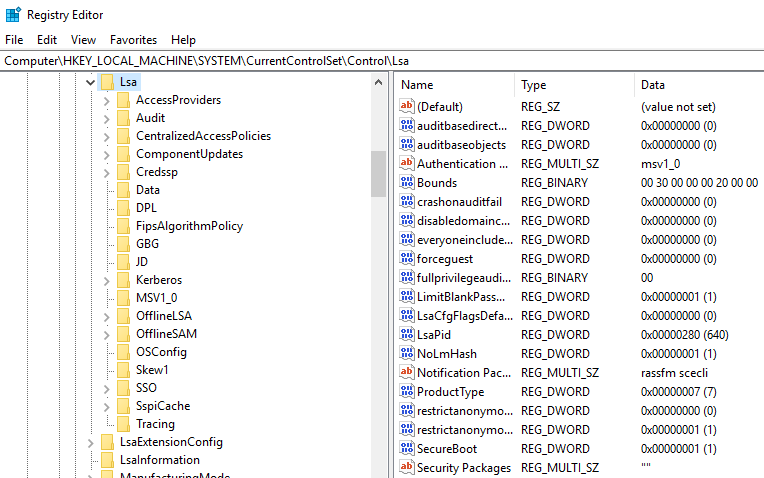 Registry Editor
File Edit View Favorites Help
Computer\HKEY_LOCAL_MACHINE\SYSTEM\CurrentControlSet\Control\Lsa
Lsa
AccessProviders
Audit
CentralizedAccessPolicies
ComponentUpdates
Credssp
Data
DPL
FipsAlgorithmPolicy
GBG
JD
Kerberos
MSV1_0
OfflineLSA
OfflineSAM
OSConfig
Skew1
SSO
SspiCache
Tracing
LsaExtensionConfig
LsaInformation
ManufacturingMode
Name Type Data
(Default) REG_SZ (value not set)
auditbasedirect... REG_DWORD 0x00000000 (0)
auditbaseobjects REG_DWORD 0x00000000 (0)
Authentication ... REG_MULTI_SZ msv1_0
Bounds REG_BINARY 00 30 00 00 00 20 00 00
crashonauditfail REG_DWORD 0x00000000 (0)
disabledomainc... REG_DWORD 0x00000000 (0)
everyoneinclude... REG_DWORD 0x00000000 (0)
forceguest REG_DWORD 0x00000000 (0)
fullprivilegeaudi... REG_BINARY 00
LimitBlankPass... REG_DWORD 0x00000001 (1)
LsaCfgFlagsDefa... REG_DWORD 0x00000000 (0)
LsaPid REG_DWORD 0x00000280 (640)
NoLmHash REG_DWORD 0x00000001 (1)
Notification Pac... REG_MULTI_SZ rassfm scecli
ProductType REG_DWORD 0x00000007 (7)
restrictanonymo... REG_DWORD 0x00000000 (0)
restrictanonymo... REG_DWORD 0x00000001 (1)
SecureBoot REG_DWORD 0x00000001 (1)
Security Packages REG_MULTI_SZ ""